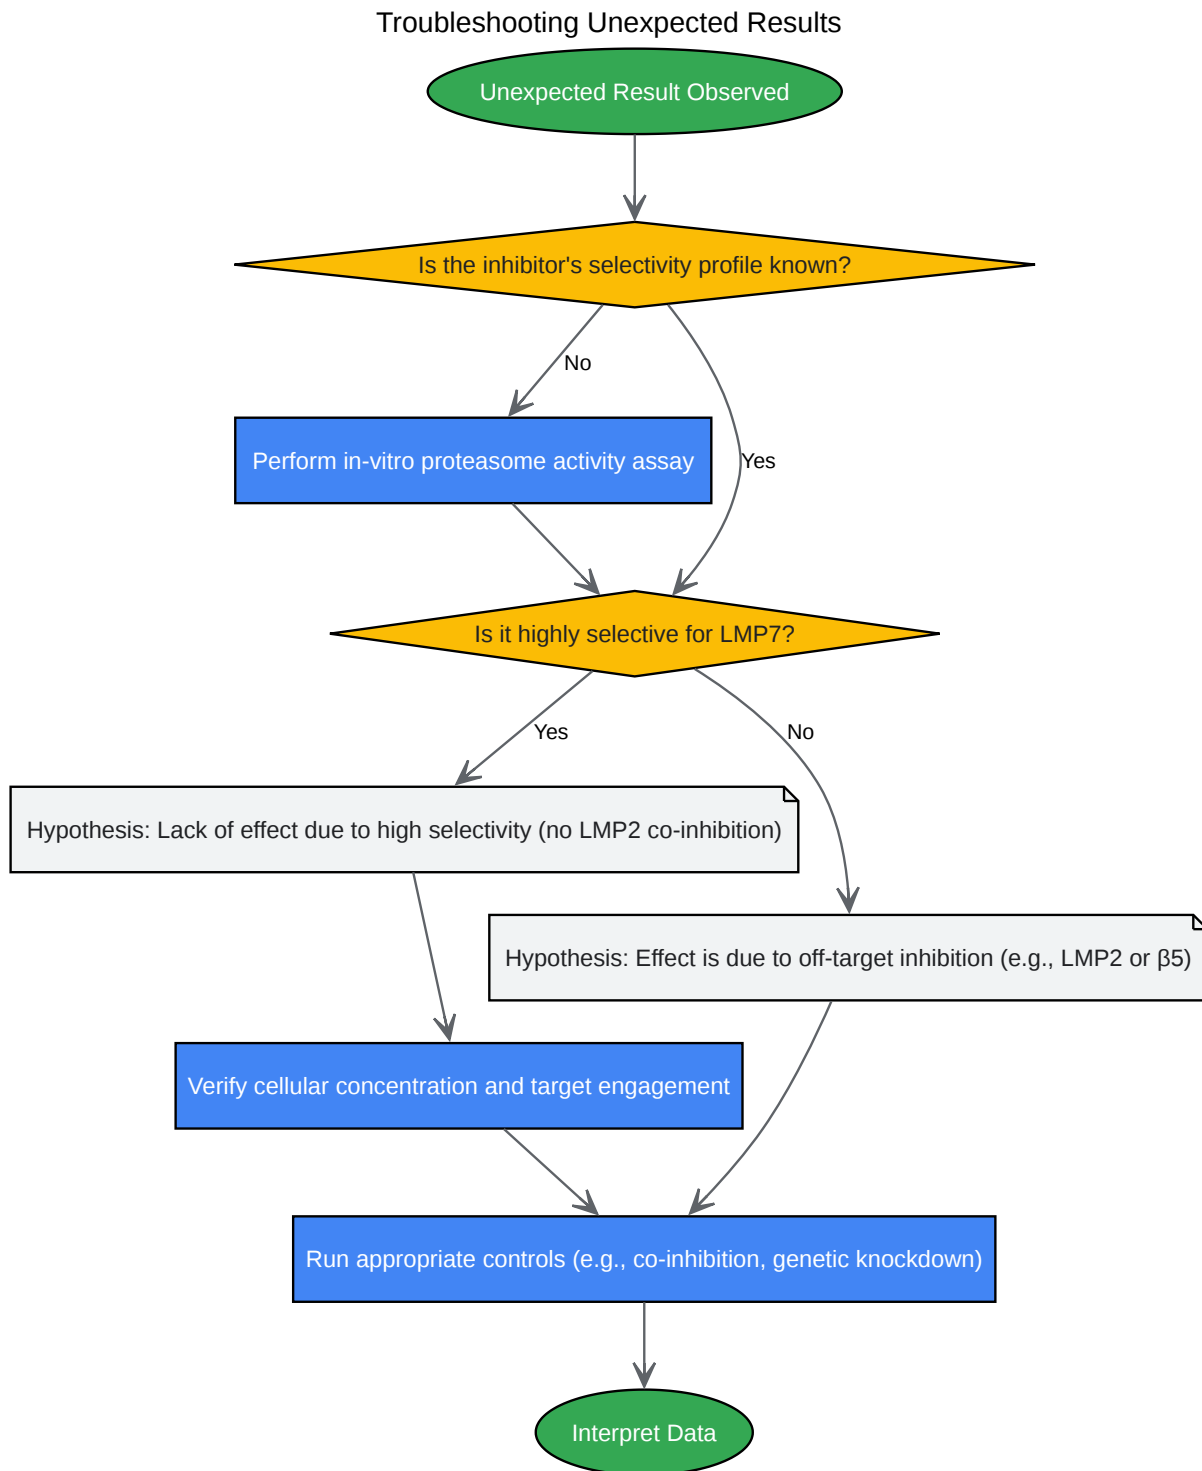 Troubleshooting Unexpected Results
Unexpected Result Observed
Is the inhibitor's selectivity profile known?
No
Perform in-vitro proteasome activity assay
Yes
Is it highly selective for LMP7?
Yes
No
Hypothesis: Lack of effect due to high selectivity (no LMP2 co-inhibition)
Hypothesis: Effect is due to off-target inhibition (e.g., LMP2 or β5)
Verify cellular concentration and target engagement
Run appropriate controls (e.g., co-inhibition, genetic knockdown)
Interpret Data